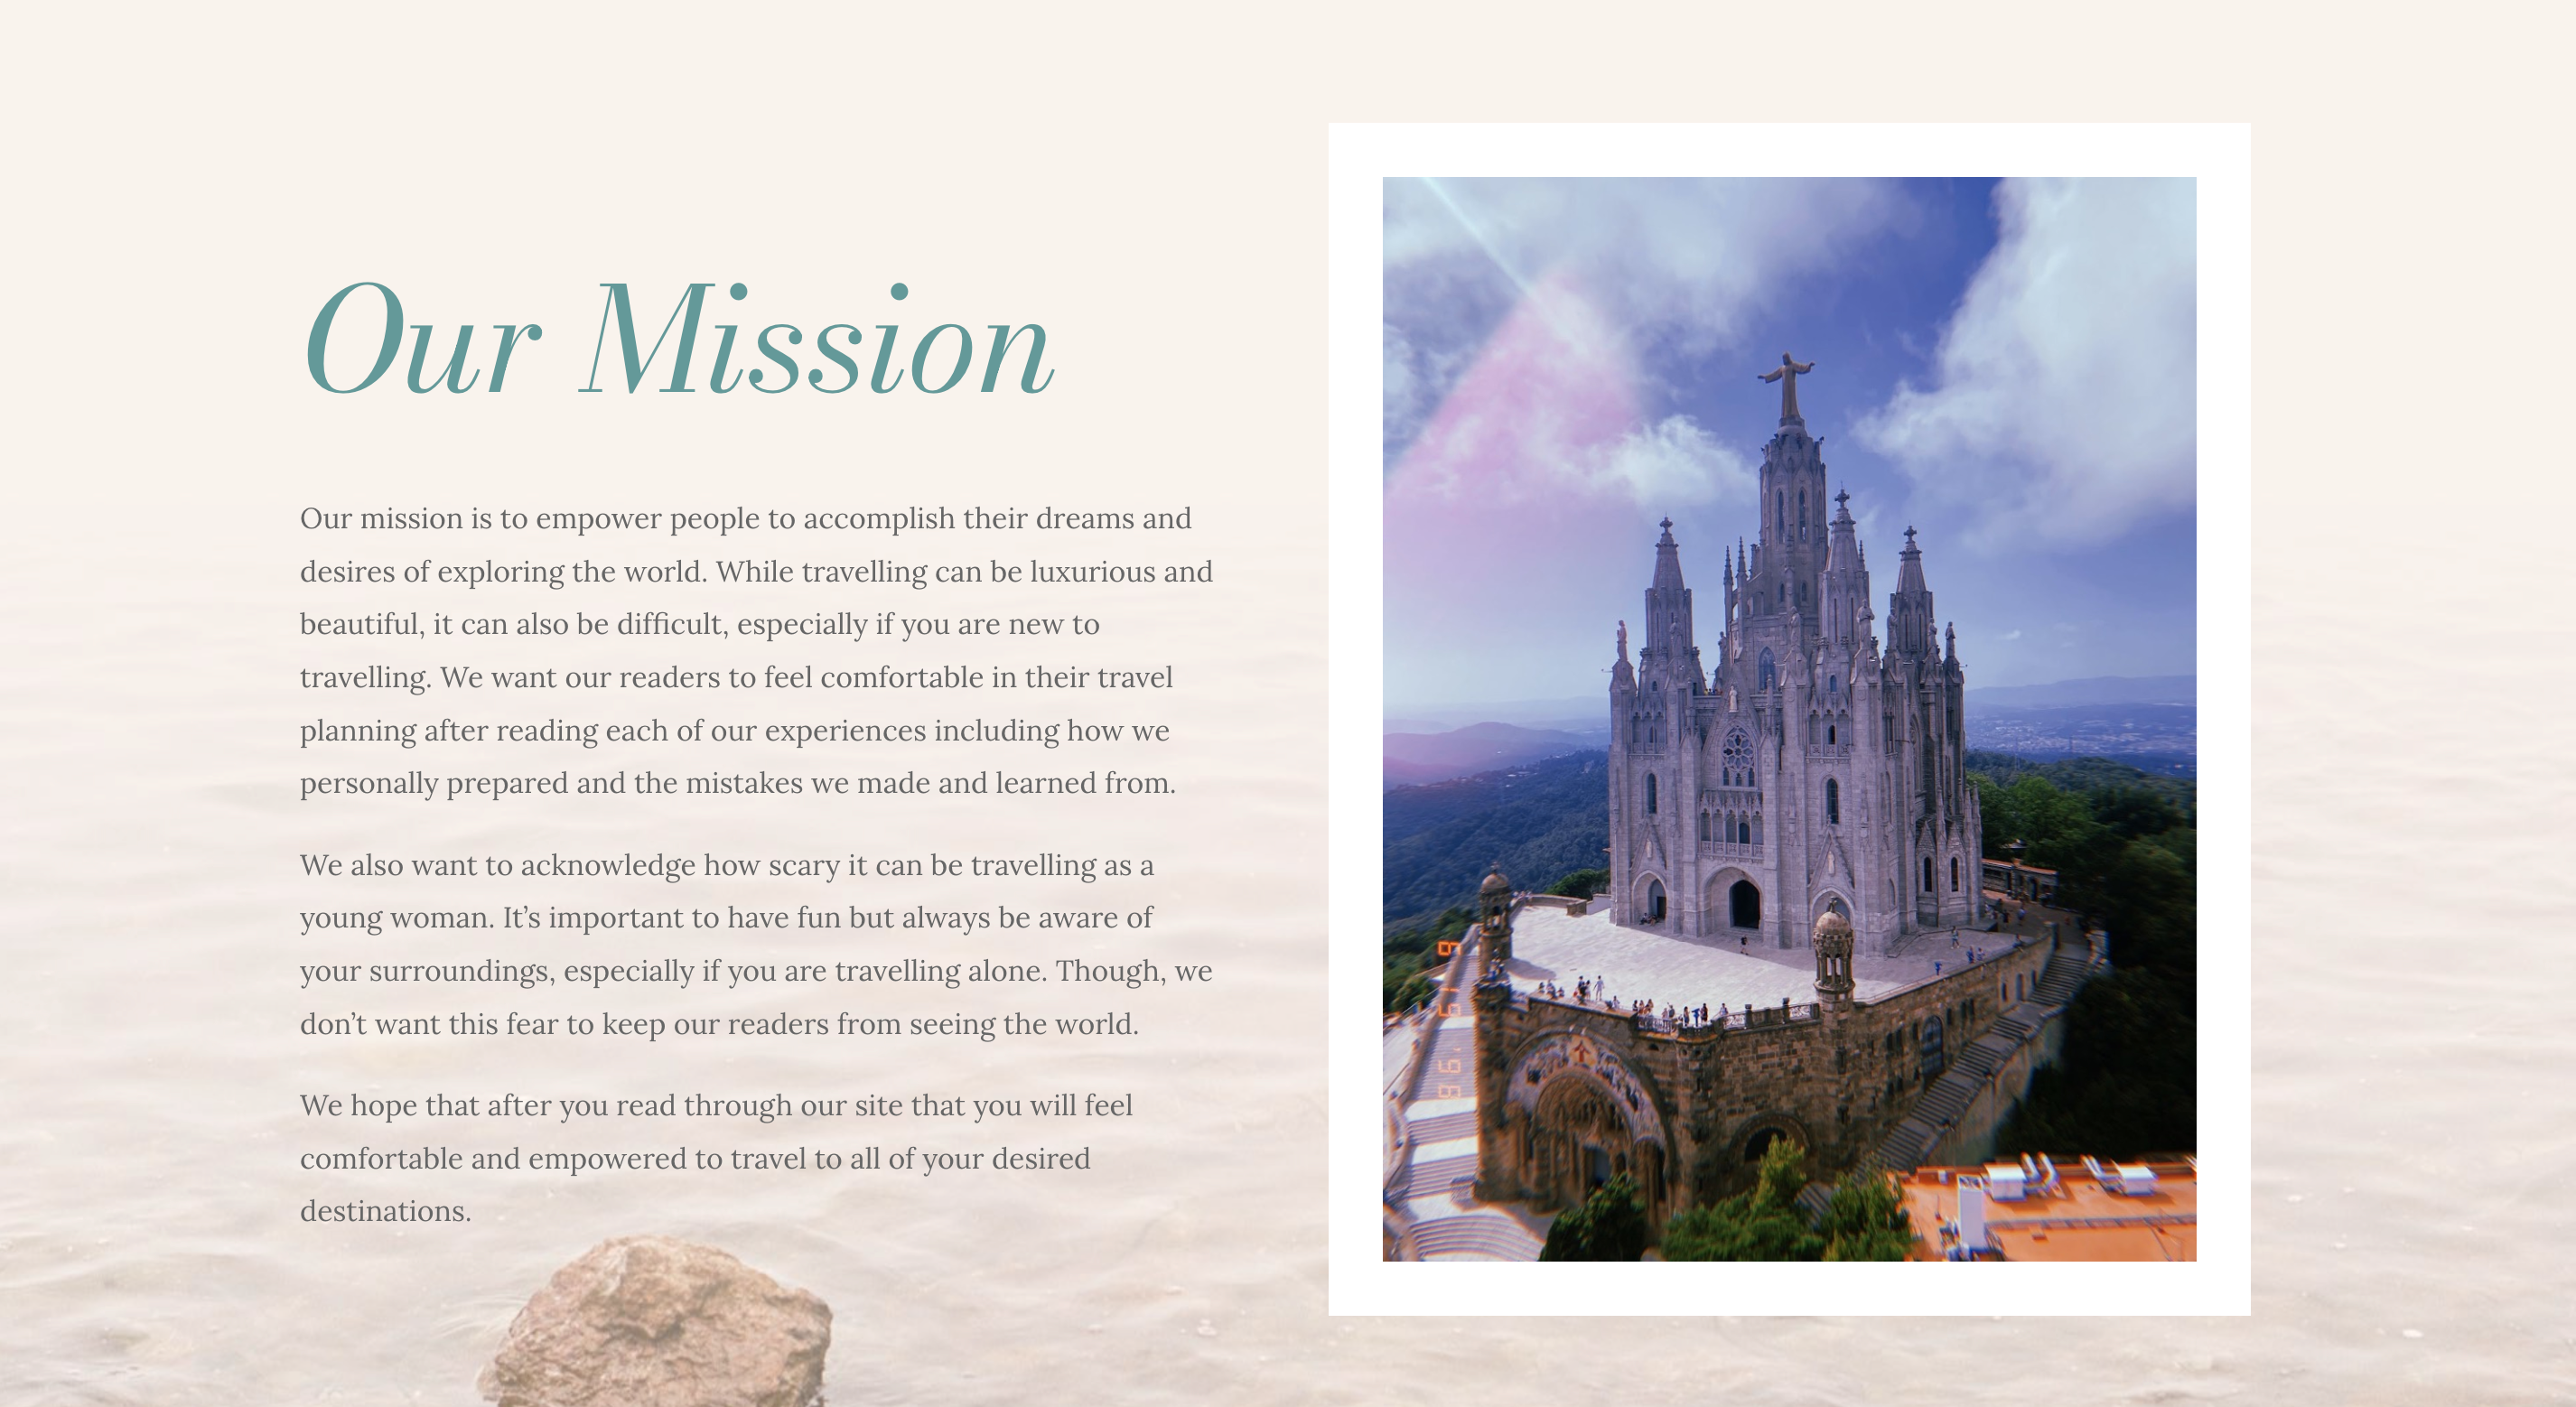 Our Mission
Our mission is to empower people to accomplish their dreams and
desires of exploring the world. While travelling can be luxurious and
beautiful, it can also be difficult, especially if you are new to
travelling. We want our readers to feel comfortable in their travel
planning after reading each of our experiences including how we
personally prepared and the mistakes we made and learned from.
We also want to acknowledge how scary it can be travelling as a
young woman. It’s important to have fun but always be aware of
your surroundings, especially if you are travelling alone. Though, we
don’t want this fear to keep our readers from seeing the world.
We hope that after you read through our site that you will feel
comfortable and empowered to travel to all of your desired
destinations.